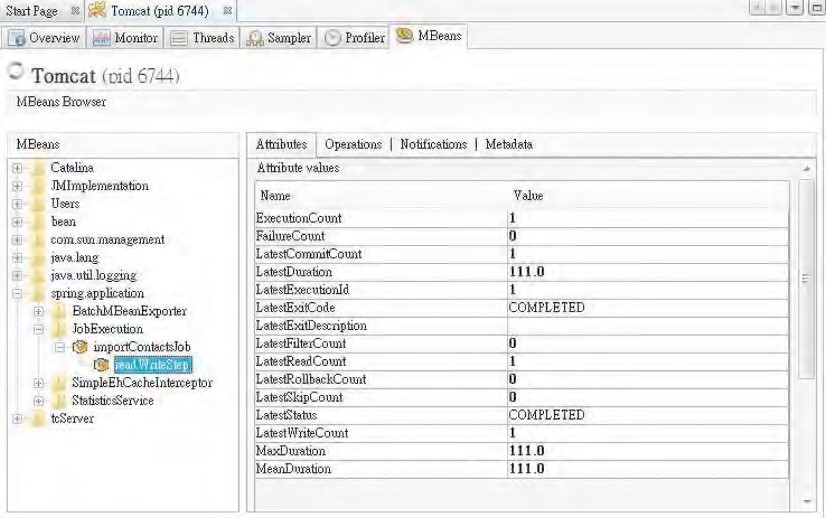 Start Page Tomcat (pid 6744)
Overview Monitor Threads Sampler Profiler MBeans
Tomcat (pid 6744)
MBeans Browser
MBeans
Catalina
JMImplementation
Users
bean
com.sun.management
java.lang
java.util.logging
spring.application
BatchMBeanExporter
JobExecution
importContactsJob
readWriteStep
SimpleEhCacheInterceptor
StatisticsService
tcServer
Attributes Operations | Notifications | Metadata
Attribute values
Name Value
ExecutionCount 1
FailureCount 0
LatestCommitCount 1
LatestDuration 111.0
LatestExecutionId 1
LatestExitCode COMPLETED
LatestExitDescription
LatestFilterCount 0
LatestReadCount 1
LatestRollbackCount 0
LatestSkipCount 0
LatestStatus COMPLETED
LatestWriteCount 1
MaxDuration 111.0
MeanDuration 111.0